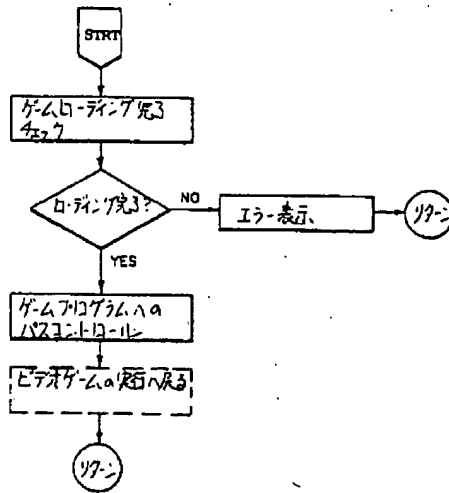 STRT
ゲームローディング完了
チェック
ローディング完了?
NO
エラー表示
リターン
YES
ゲームプログラムへの
パスコントロール
ビデオゲームの実行へ戻る
リターン